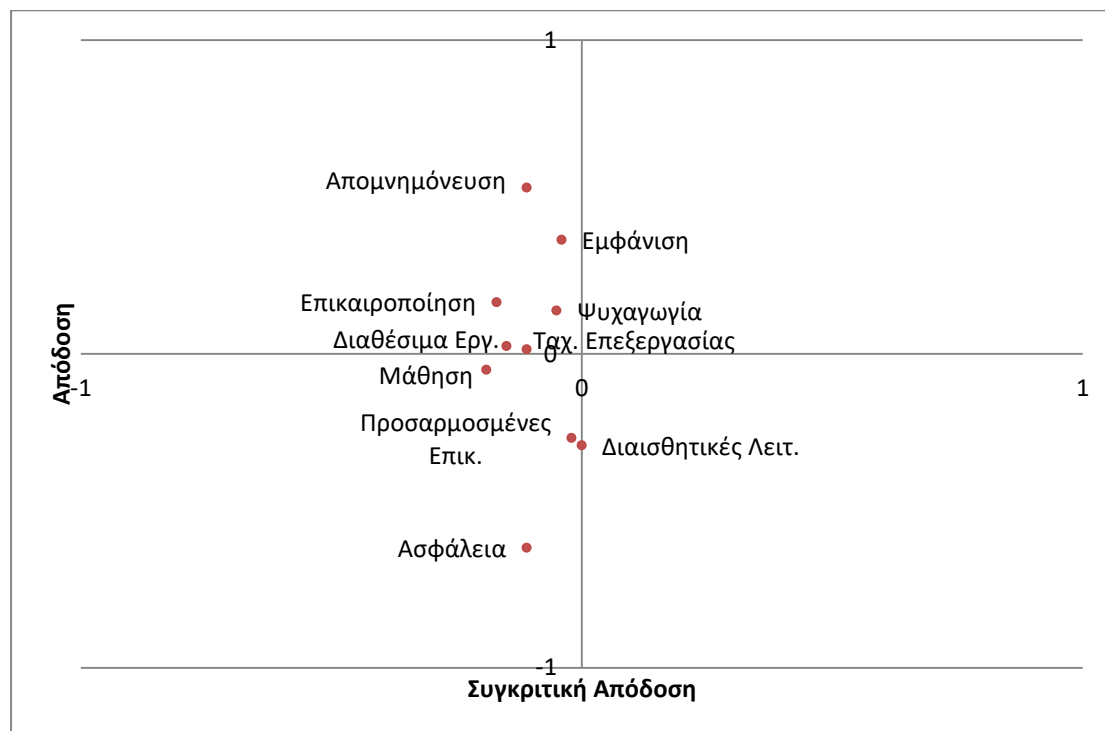 1
Απομνημόνευση
Εμφάνιση
Επικαιροποίηση
Ψυχαγωγία
Διαθέσιμα Εργ.
Ταχ. Επεξεργασίας
0
Απόδοση
Μάθηση
-1
0
1
Προσαρμοσμένες
Επικ.
Διαισθητικές Λειτ.
Ασφάλεια
-1
Συγκριτική Απόδοση